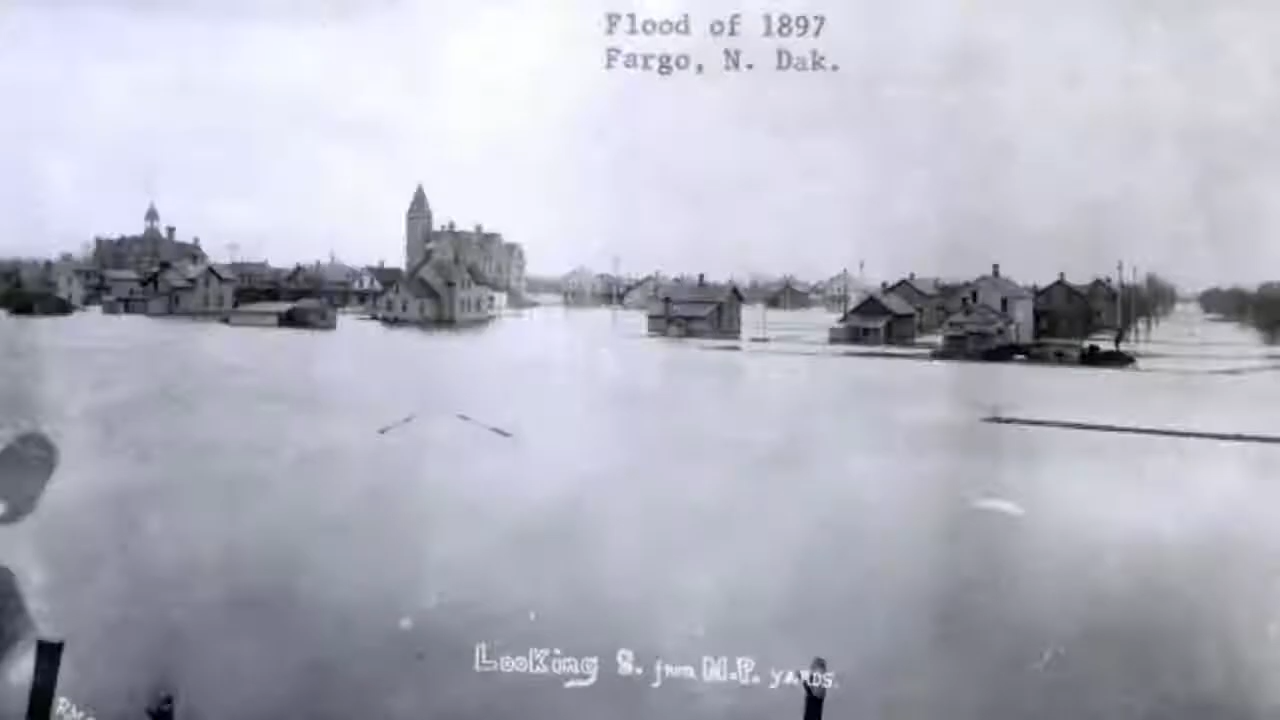 Flood of 1897
Fargo, N. Dak.
Looking S. from N.P. YARDS.